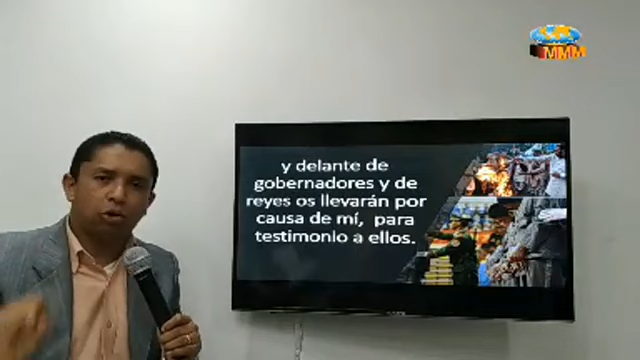 MMM
y delante de
gobernadores y de
reyes os llevarán por
causa de mí, para
testimonio a ellos.